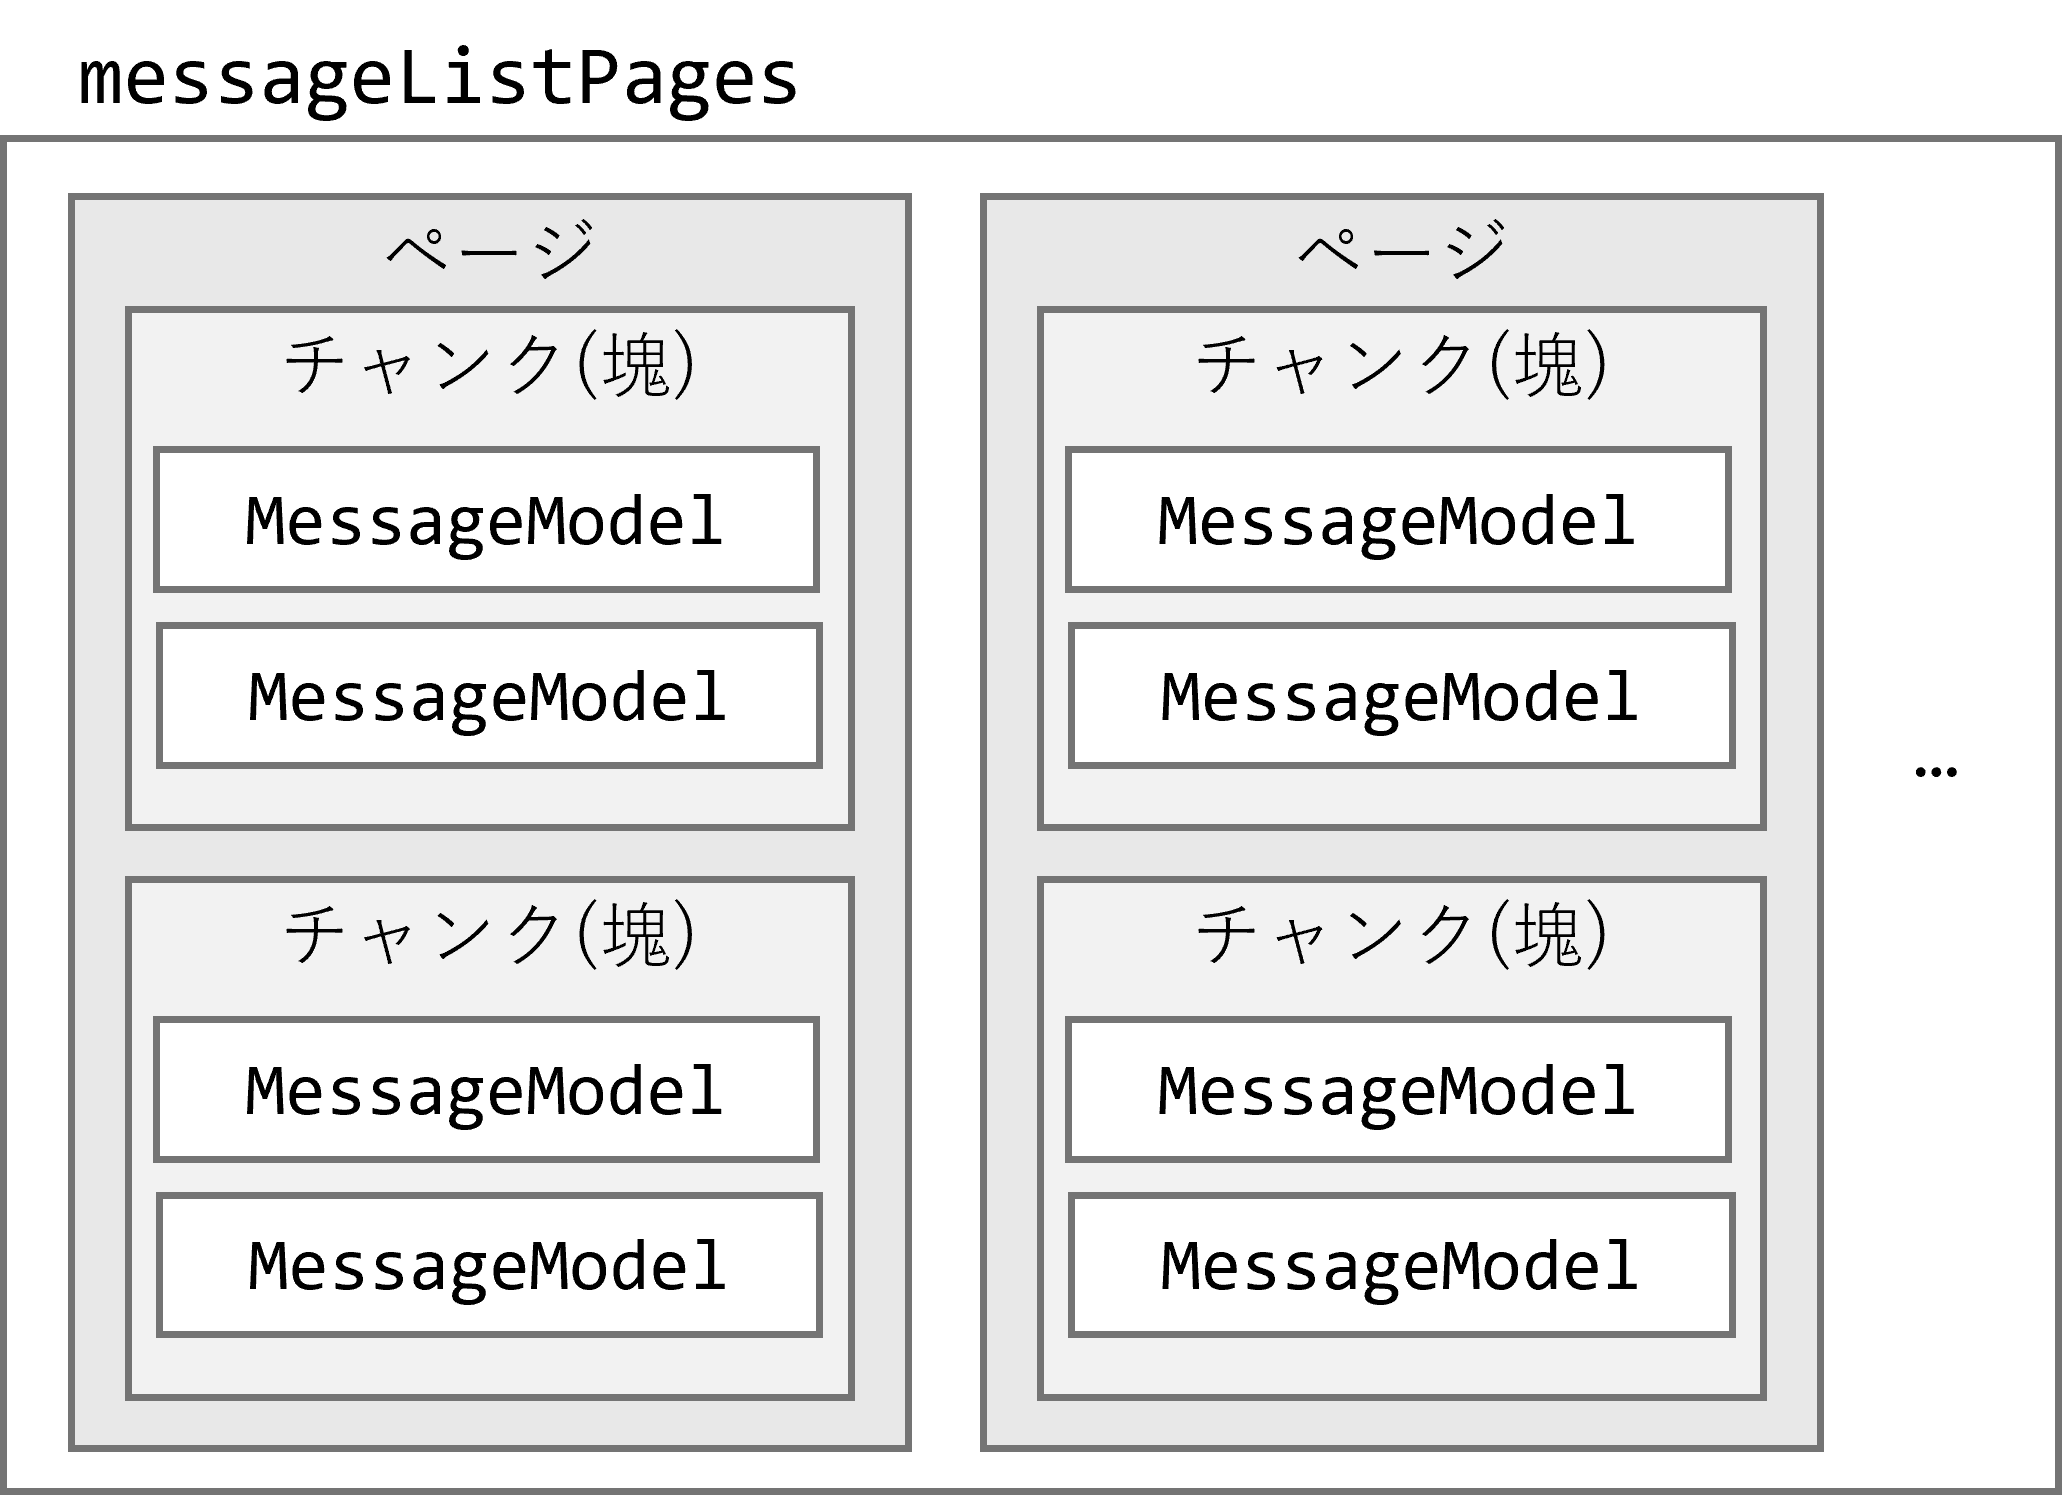 messageListPages
ページ
チャンク(塊)
MessageModel
MessageModel
チャンク(塊)
MessageModel
MessageModel
ページ
チャンク(塊)
MessageModel
MessageModel
チャンク(塊)
MessageModel
MessageModel
…